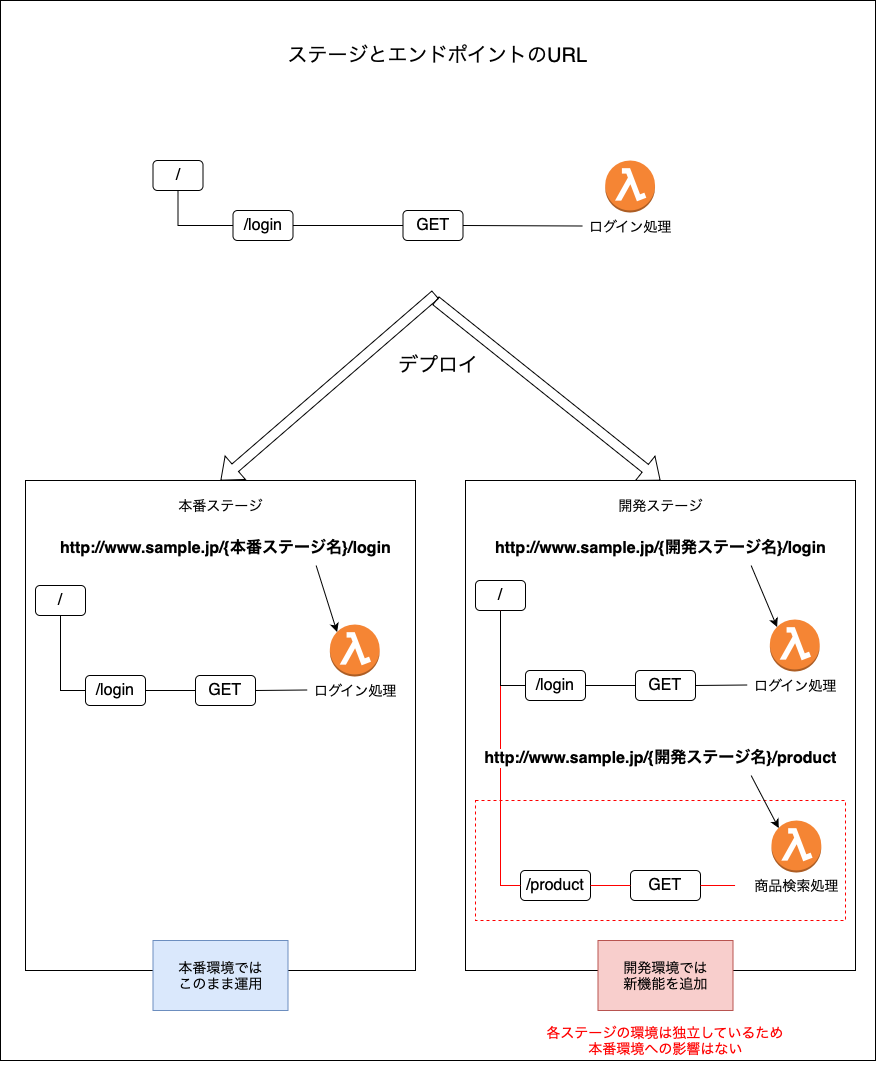 ステージとエンドポイントのURL
/
/login
GET
ログイン処理
デプロイ
本番ステージ
http://www.sample.jp/{本番ステージ名}/login
/
/login
GET
ログイン処理
本番環境では
このまま運用
開発ステージ
http://www.sample.jp/{開発ステージ名}/login
/
/login
GET
ログイン処理
http://www.sample.jp/{開発ステージ名}/product
/product
GET
商品検索処理
開発環境では
新機能を追加
各ステージの環境は独立しているため
本番環境への影響はない